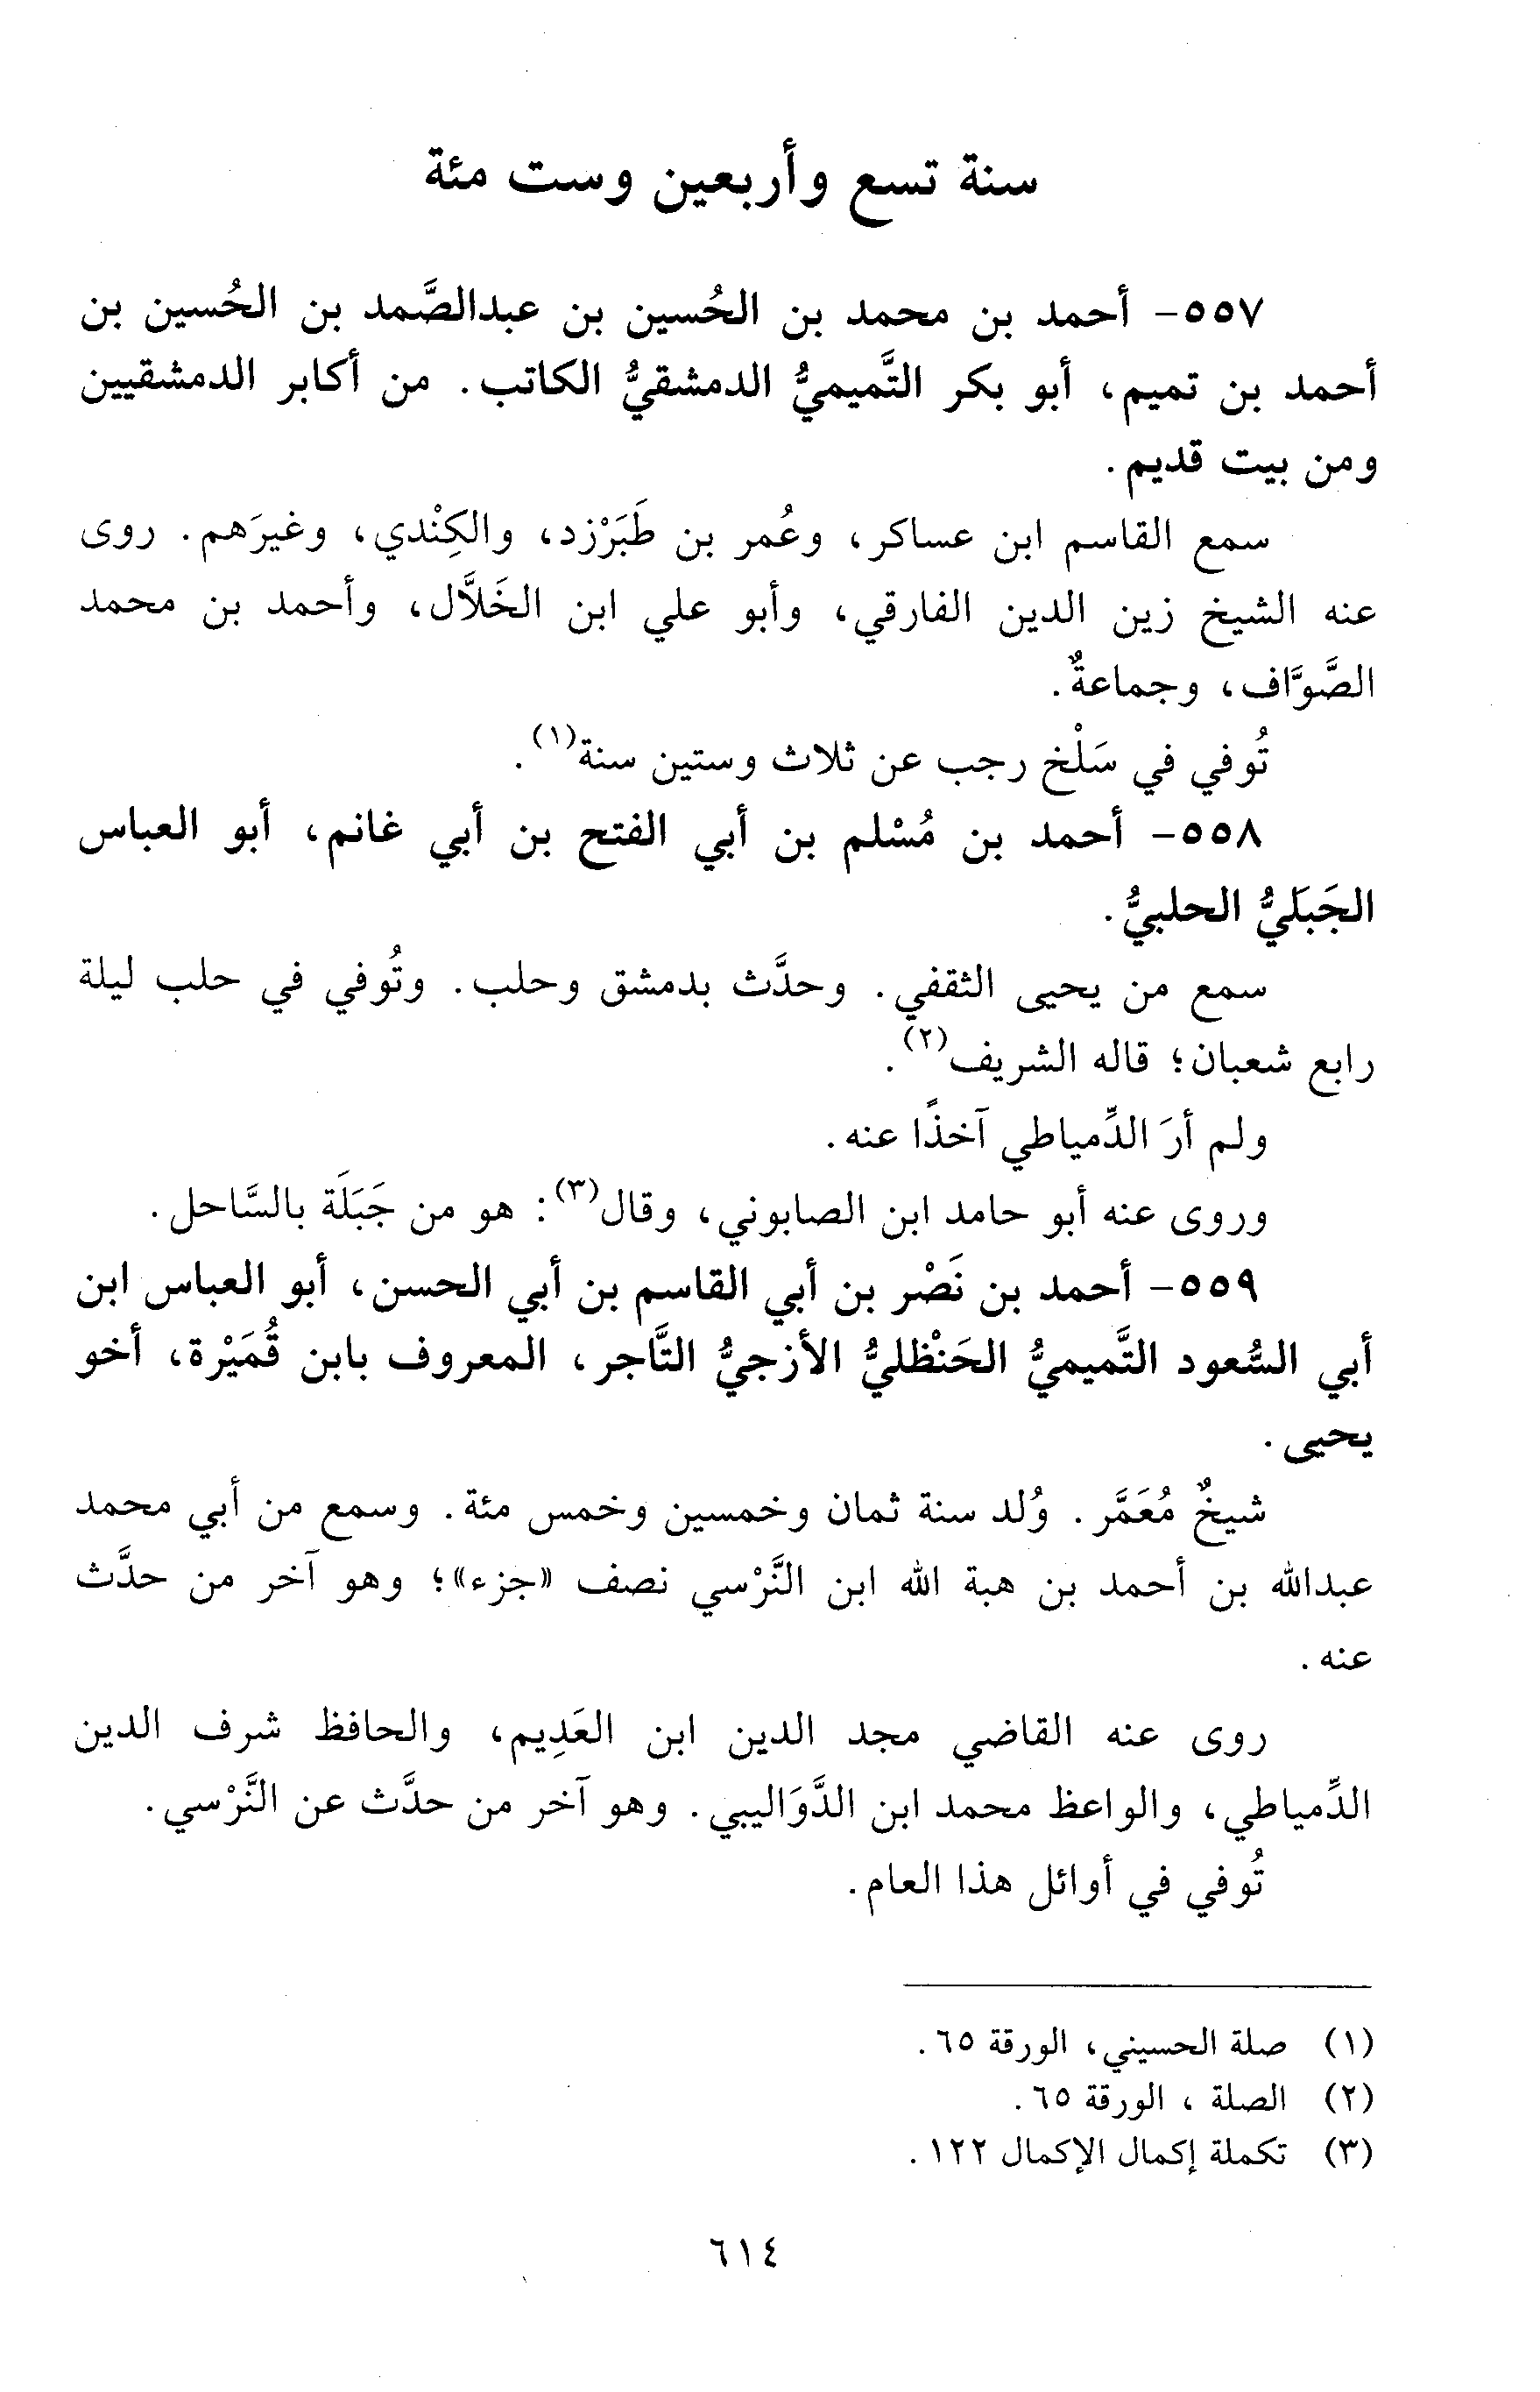 سنة تسع وأربعين وست مئة
٥٥٧- أحمد بن محمد بن الحُسين بن عبدالصَّمد بن الحُسين بن
أحمد بن تميم، أبو بكر التَّميميُّ الدمشقيُّ الكاتب. من أكابر الدمشقيين
ومن بيت قديم.
سمع القاسم ابن عساكر، وعُمر بن طَبَرْزد، والكِنْدي، وغيرَهم. روى
عنه الشيخ زين الدين الفارقي، وأبو علي ابن الخَلاَّل، وأحمد بن محمد
الصَّوَّاف، وجماعةٌ.
تُوفي في سَلْخ رجب عن ثلاث وستين سنة(١).
٥٥٨- أحمد بن مُسْلم بن أبي الفتح بن أبي غانم، أبو العباس
الجَبَليُّ الحلبيُّ.
سمع من يحيى الثقفي. وحدَّث بدمشق وحلب. وتُوفي في حلب ليلة
رابع شعبان؛ قاله الشريف(٢).
ولم أرَ الدِّمياطي آخذًا عنه.
وروى عنه أبو حامد ابن الصابوني، وقال(٣): هو من جَبَلَة بالسَّاحل.
٥٥٩- أحمد بن نَصْر بن أبي القاسم بن أبي الحسن، أبو العباس ابن
أبي السُّعود التَّميميُّ الحَنْظليُّ الأزجيُّ التَّاجر، المعروف بابن قُمَيْرة، أخو
يحيى.
شيخٌ مُعَمَّر. وُلد سنة ثمان وخمسين وخمس مئة. وسمع من أبي محمد
عبدالله بن أحمد بن هبة الله ابن النَّرْسي نصف «جزء»؛ وهو آخر من حدَّث
عنه.
روى عنه القاضي مجد الدين ابن العَدِيم، والحافظ شرف الدين
الدِّمياطي، والواعظ محمد ابن الدَّوَاليبي. وهو آخر من حدَّث عن النَّرْسي.
تُوفي في أوائل هذا العام.
(١) صلة الحسيني، الورقة ٦٥.
(٢) الصلة ، الورقة ٦٥.
(٣) تكملة إكمال الإكمال ١٢٢.
٦١٤